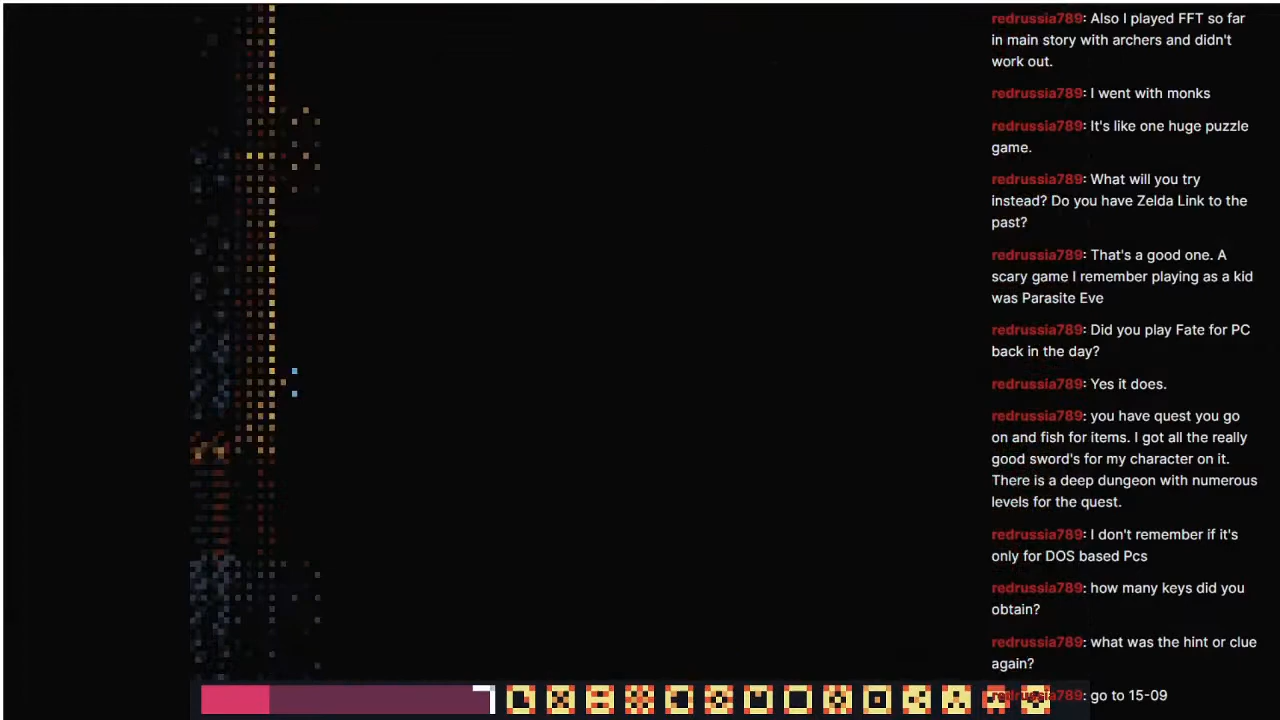 redrussia789: Also I played FFT so far
in main story with archers and didn't
work out.
redrussia789: I went with monks
redrussia789: It's like one huge puzzle
game.
redrussia789: What will you try
instead? Do you have Zelda Link to the
past?
redrussia789: That's a good one. A
scary game I remember playing as a kid
was Parasite Eve
redrussia789: Did you play Fate for PC
back in the day?
redrussia789: Yes it does.
redrussia789: you have quest you go
on and fish for items. I got all the really
good sword's for my character on it.
There is a deep dungeon with numerous
levels for the quest.
redrussia789: I don't remember if it's
only for DOS based Pcs
redrussia789: how many keys did you
obtain?
redrussia789: what was the hint or clue
again?
redrussia789: go to 15-09